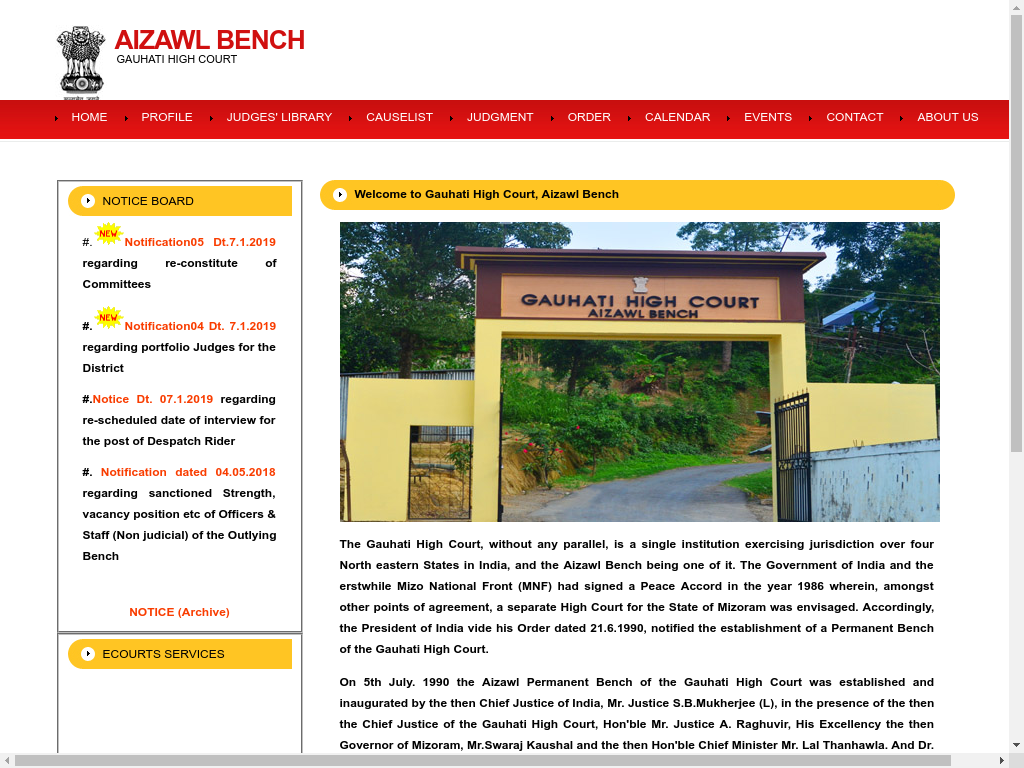 AIZAWL BENCH
GAUHATI HIGH COURT
HOME
PROFILE
JUDGES' LIBRARY
CAUSELIST
JUDGMENT
ORDER
CALENDAR
EVENTS
CONTACT
ABOUT US
NOTICE BOARD
#. NEW Notification05 Dt.7.1.2019
regarding re-constitute of
Committees
#. NEW Notification04 Dt. 7.1.2019
regarding portfolio Judges for the
District
#.Notice Dt. 07.1.2019 regarding
re-scheduled date of interview for
the post of Despatch Rider
#. Notification dated 04.05.2018
regarding sanctioned Strength,
vacancy position etc of Officers &
Staff (Non judicial) of the Outlying
Bench
NOTICE (Archive)
ECOURTS SERVICES
Welcome to Gauhati High Court, Aizawl Bench
GAUHATI HIGH COURT
AIZAWL BENCH
The Gauhati High Court, without any parallel, is a single institution exercising jurisdiction over four
North eastern States in India, and the Aizawl Bench being one of it. The Government of India and the
erstwhile Mizo National Front (MNF) had signed a Peace Accord in the year 1986 wherein, amongst
other points of agreement, a separate High Court for the State of Mizoram was envisaged. Accordingly,
the President of India vide his Order dated 21.6.1990, notified the establishment of a Permanent Bench
of the Gauhati High Court.
On 5th July. 1990 the Aizawl Permanent Bench of the Gauhati High Court was established and
inaugurated by the then Chief Justice of India, Mr. Justice S.B.Mukherjee (L), in the presence of the then
the Chief Justice of the Gauhati High Court, Hon'ble Mr. Justice A. Raghuvir, His Excellency the then
Governor of Mizoram, Mr.Swaraj Kaushal and the then Hon'ble Chief Minister Mr. Lal Thanhawla. And Dr.